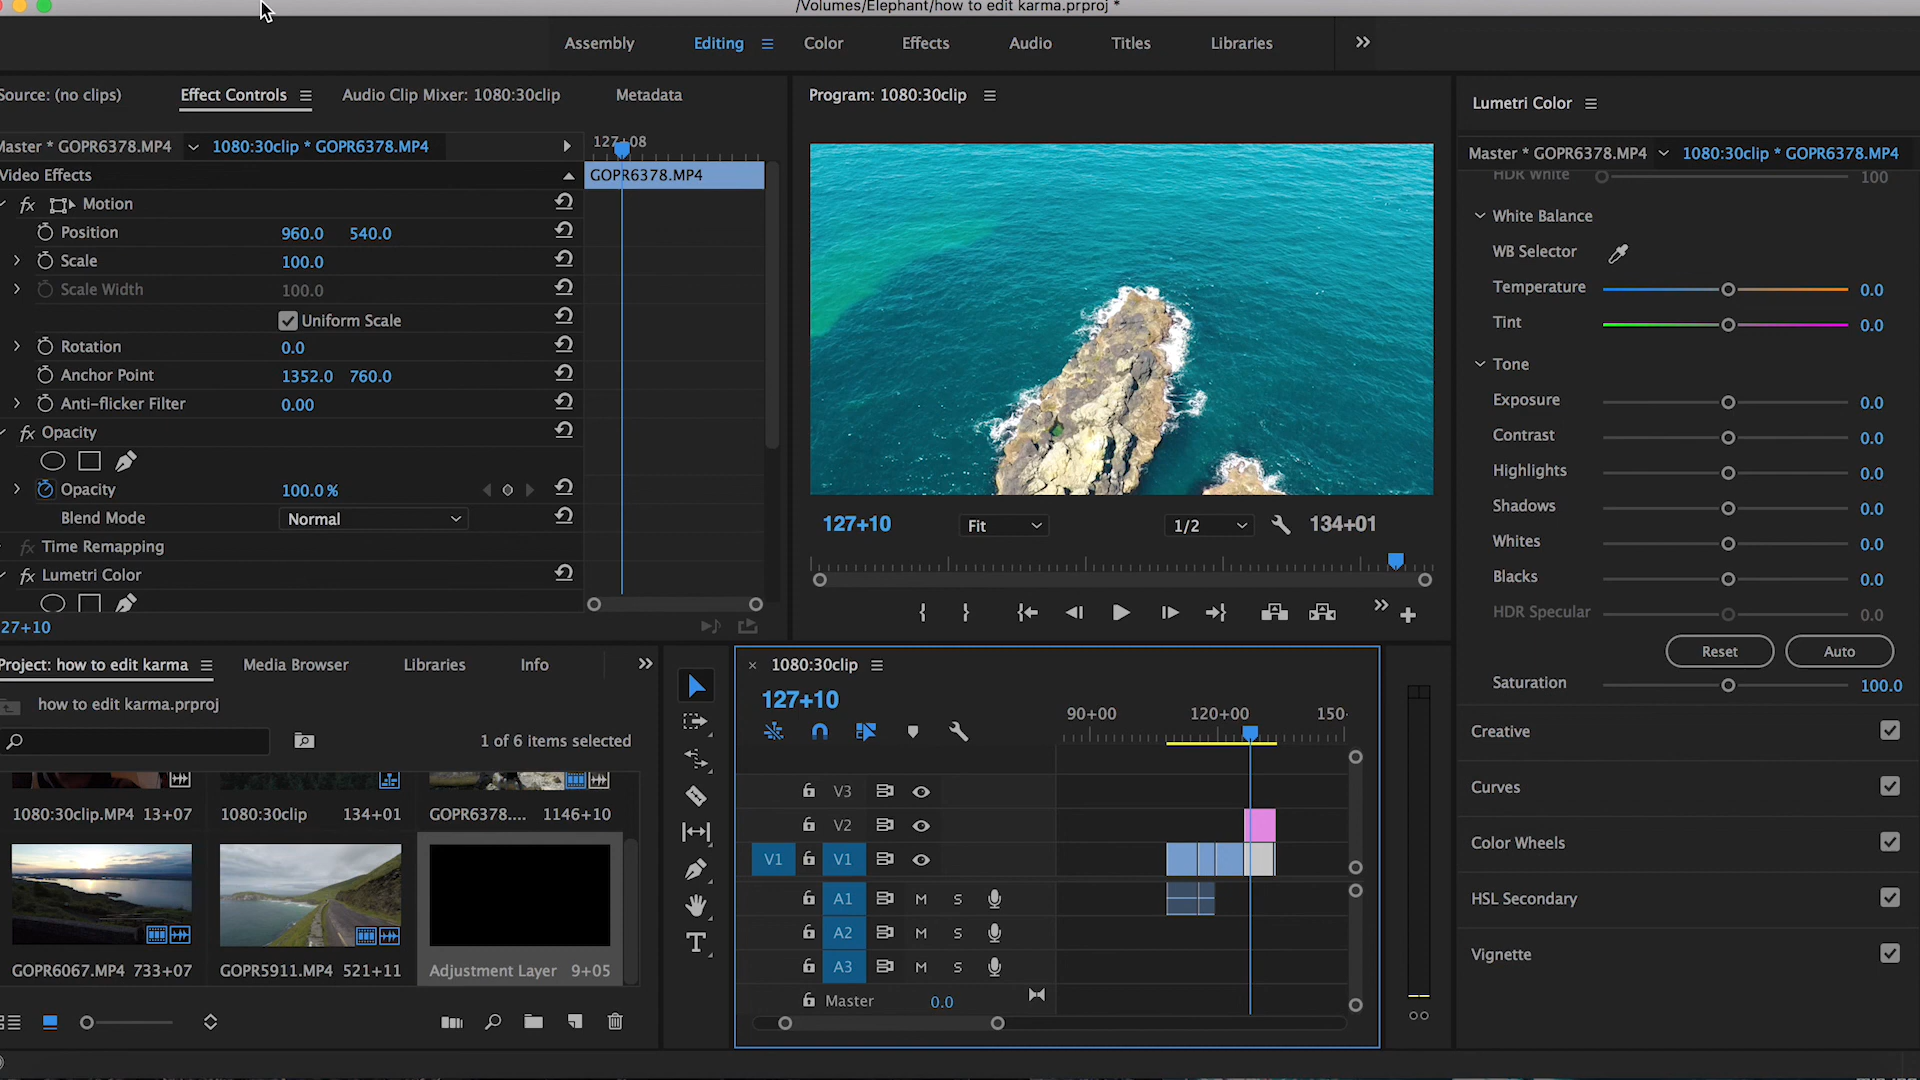 /Volumes/Elephant/how to edit karma.prproj *
Assembly Editing Color Effects Audio Titles Libraries
Source: (no clips) Effect Controls Audio Clip Mixer: 1080:30clip Metadata
Master * GOPR6378.MP4 1080:30clip * GOPR6378.MP4
127+08
Video Effects
GOPR6378.MP4
fx Motion
Position 960.0 540.0
Scale 100.0
Scale Width 100.0
Uniform Scale
Rotation 0.0
Anchor Point 1352.0 760.0
Anti-flicker Filter 0.00
fx Opacity
Opacity 100.0 %
Blend Mode Normal
fx Time Remapping
fx Lumetri Color
27+10
Program: 1080:30clip
127+10 Fit 1/2 134+01
Lumetri Color
Master * GOPR6378.MP4 1080:30clip * GOPR6378.MP4
HDR White 100
White Balance
WB Selector
Temperature 0.0
Tint 0.0
Tone
Exposure 0.0
Contrast 0.0
Highlights 0.0
Shadows 0.0
Whites 0.0
Blacks 0.0
HDR Specular 0.0
Reset Auto
Saturation 100.0
Creative
Curves
Color Wheels
HSL Secondary
Vignette
Project: how to edit karma Media Browser Libraries Info
how to edit karma.prproj
1 of 6 items selected
1080:30clip.MP4 13+07 1080:30clip 134+01 GOPR6378.... 1146+10
GOPR6067.MP4 733+07 GOPR5911.MP4 521+11 Adjustment Layer 9+05
T
1080:30clip
127+10
90+00 120+00 150
V3
V2
V1 V1
A1 M S
A2 M S
A3 M S
Master 0.0